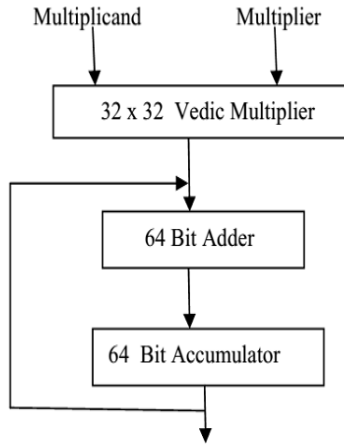 Multiplicand Multiplier
32 x 32 Vedic Multiplier
64 Bit Adder
64 Bit Accumulator